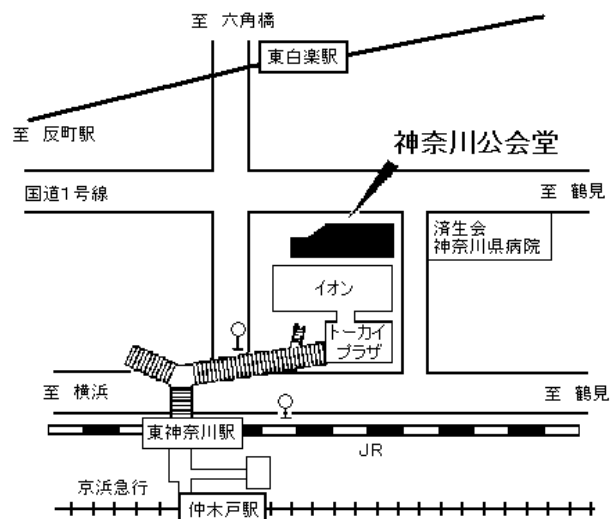 至 六角橋
東白楽駅
至 反町駅
神奈川公会堂
国道1号線
至 鶴見
済生会
神奈川県病院
イオン
トーカイ
プラザ
至 横浜
至 鶴見
東神奈川駅
JR
京浜急行
仲木戸駅